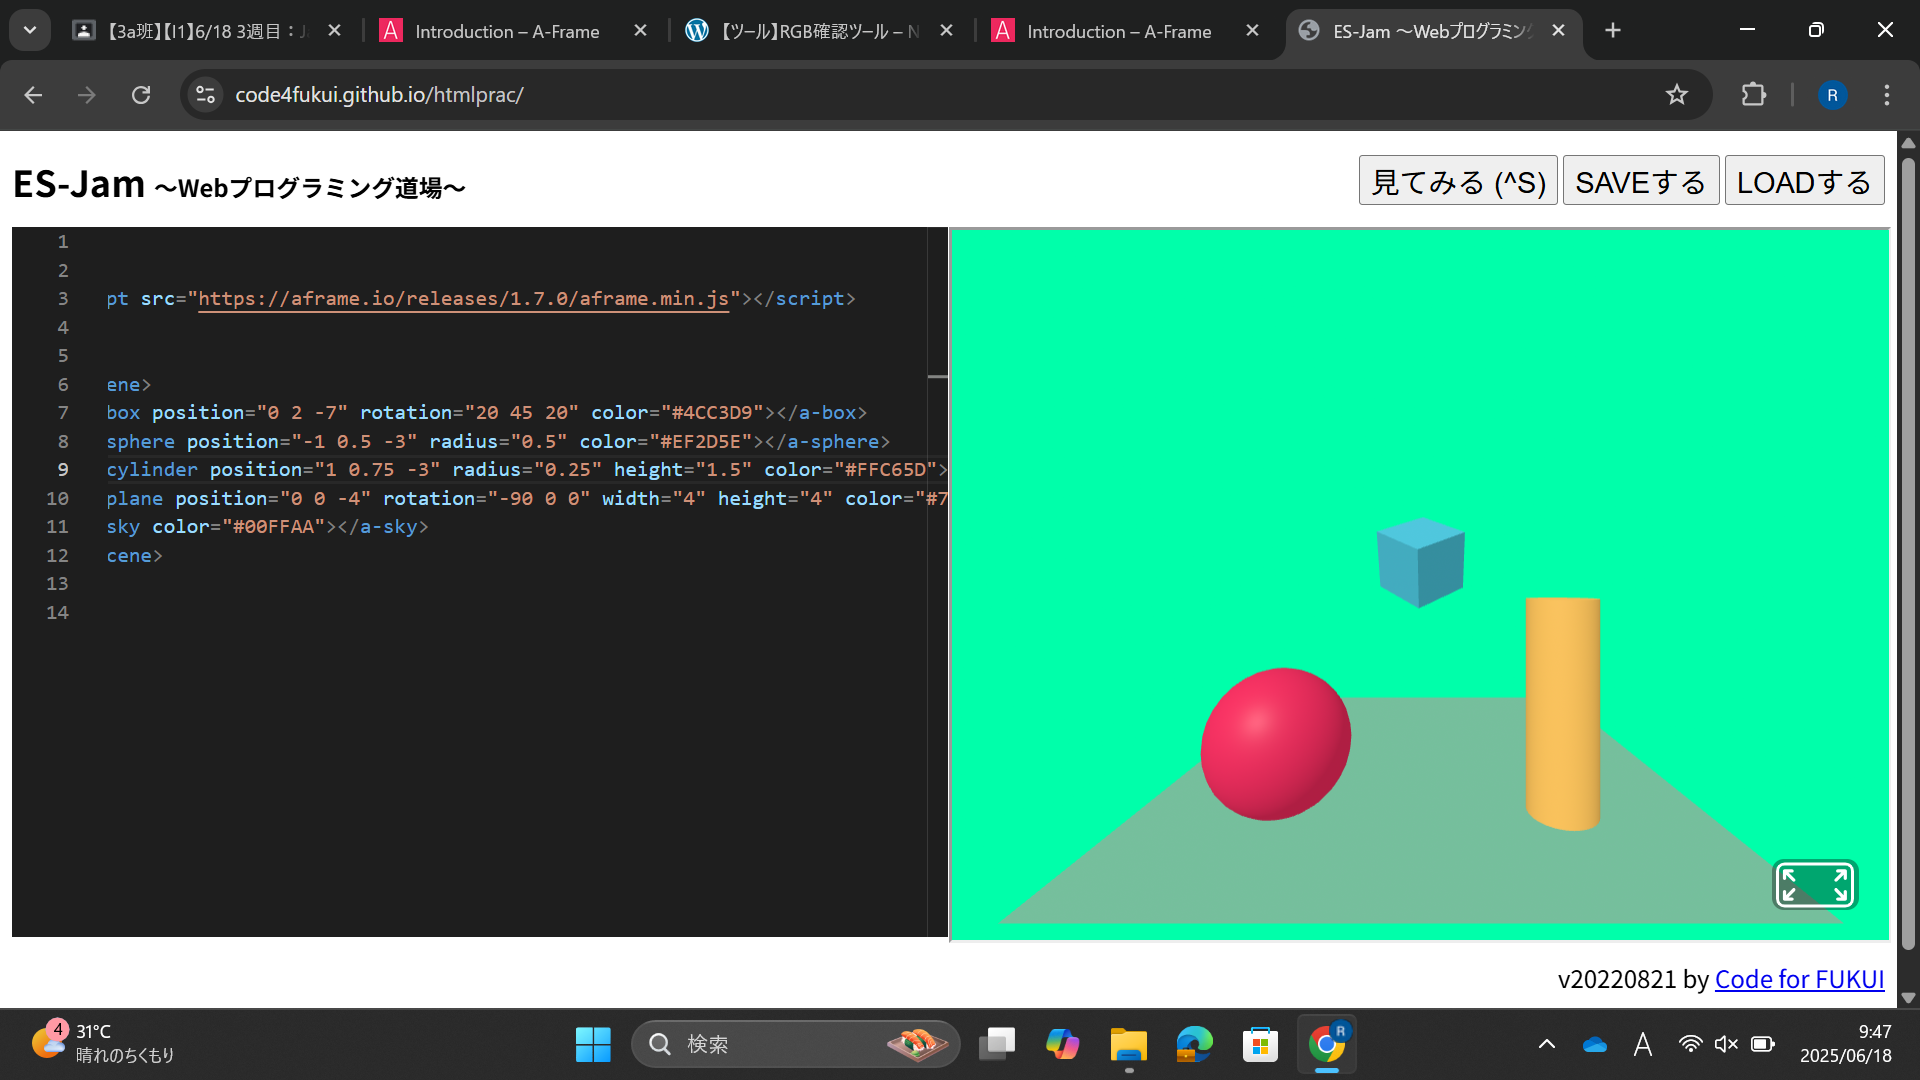 【3a班】【I1】6/18 3週目：J
Introduction – A-Frame
【ツール】RGB確認ツール – N
Introduction – A-Frame
ES-Jam ～Webプログラミング
code4fukui.github.io/htmlprac/
R
ES-Jam ～Webプログラミング道場～
見てみる (^S)
SAVEする
LOADする
1
2
3 pt src="https://aframe.io/releases/1.7.0/aframe.min.js"></script>
4
5
6 ene>
7 box position="0 2 -7" rotation="20 45 20" color="#4CC3D9"></a-box>
8 sphere position="-1 0.5 -3" radius="0.5" color="#EF2D5E"></a-sphere>
9 cylinder position="1 0.75 -3" radius="0.25" height="1.5" color="#FFC65D">
10 plane position="0 0 -4" rotation="-90 0 0" width="4" height="4" color="#7
11 sky color="#00FFAA"></a-sky>
12 cene>
13
14
v20220821 by Code for FUKUI
4
31°C
晴れのちくもり
検索
R
A
9:47
2025/06/18